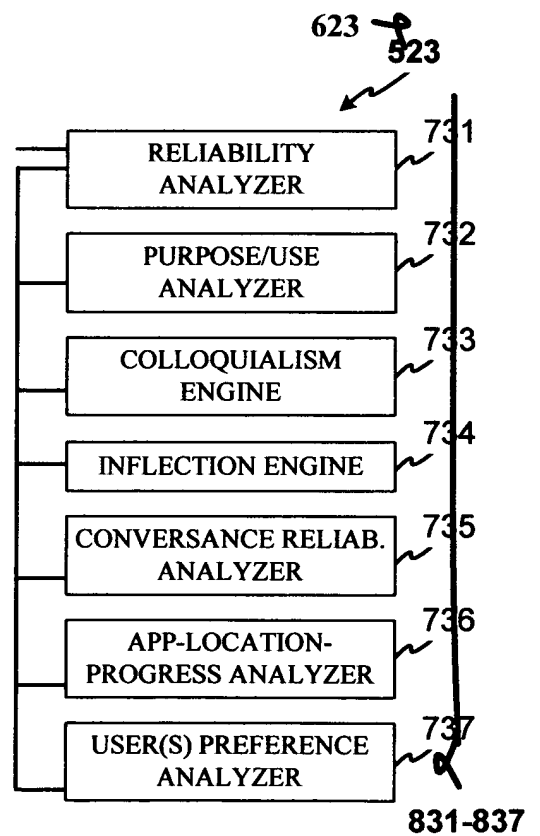 623
523
731
RELIABILITY
ANALYZER
732
PURPOSE/USE
ANALYZER
733
COLLOQUIALISM
ENGINE
734
INFLECTION ENGINE
735
CONVERSANCE RELIAB.
ANALYZER
736
APP-LOCATION-
PROGRESS ANALYZER
737
USER(S) PREFERENCE
ANALYZER
831-837